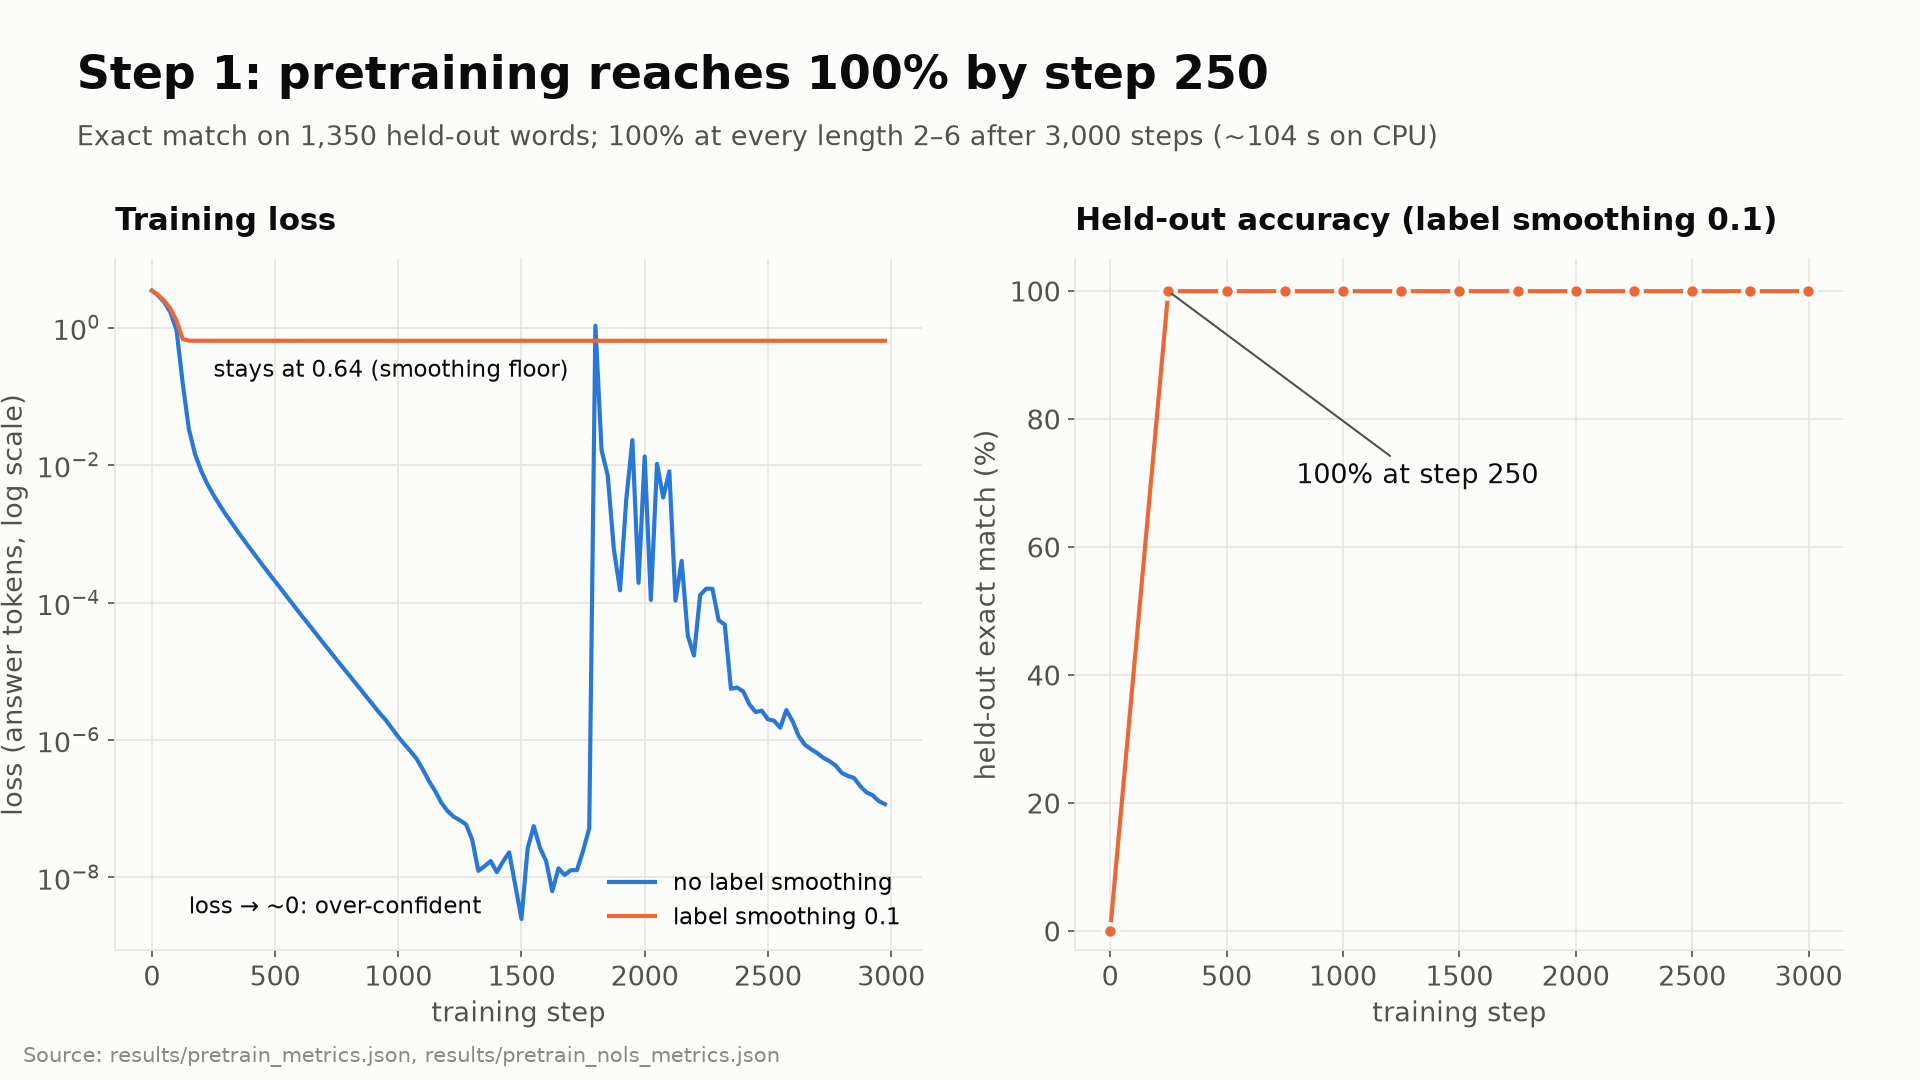 Step 1: pretraining reaches 100% by step 250
Exact match on 1,350 held-out words; 100% at every length 2–6 after 3,000 steps (~104 s on CPU)
Training loss
loss (answer tokens, log scale)
10⁰
10⁻²
10⁻⁴
10⁻⁶
10⁻⁸
stays at 0.64 (smoothing floor)
loss → ~0: over-confident
no label smoothing
label smoothing 0.1
0 500 1000 1500 2000 2500 3000
training step
Held-out accuracy (label smoothing 0.1)
held-out exact match (%)
100
80
60
40
20
0
100% at step 250
0 500 1000 1500 2000 2500 3000
training step
Source: results/pretrain_metrics.json, results/pretrain_nols_metrics.json